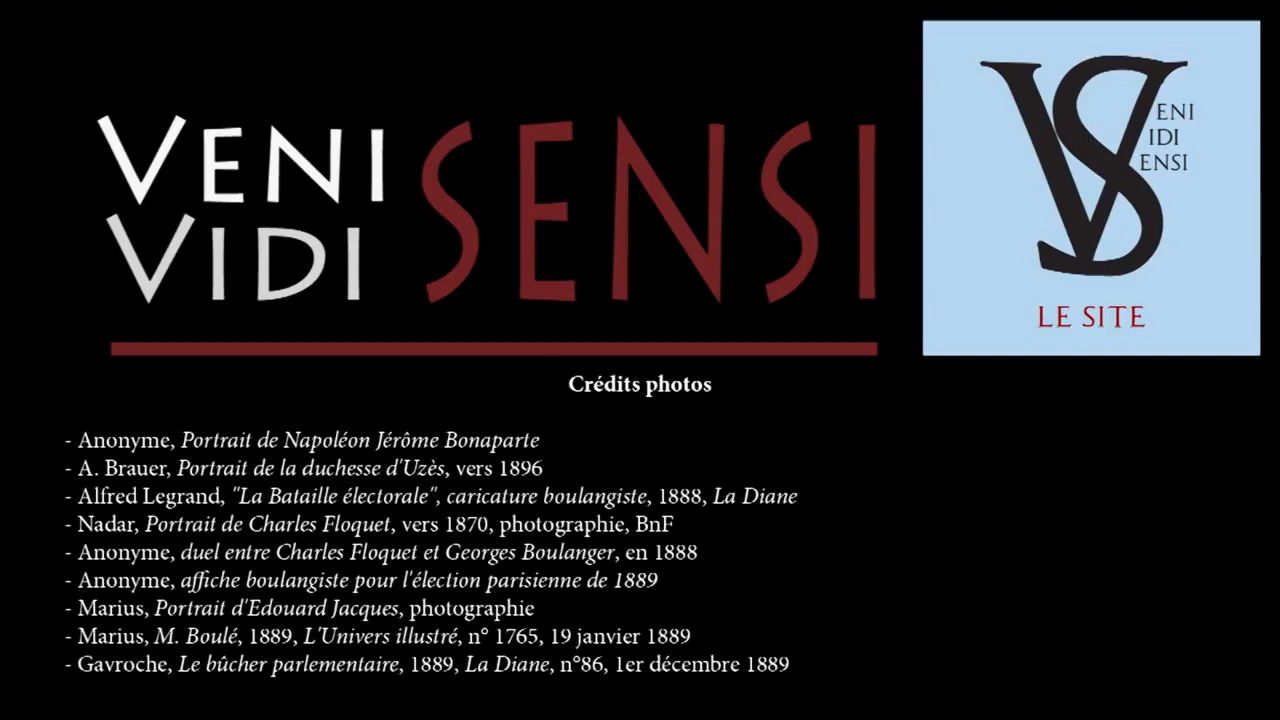 VENI
VIDI
SENSI
VS
ENI
IDI
ENSI
LE SITE
Crédits photos
- Anonyme, Portrait de Napoléon Jérôme Bonaparte
- A. Brauer, Portrait de la duchesse d'Uzès, vers 1896
- Alfred Legrand, "La Bataille électorale", caricature boulangiste, 1888, La Diane
- Nadar, Portrait de Charles Floquet, vers 1870, photographie, BnF
- Anonyme, duel entre Charles Floquet et Georges Boulanger, en 1888
- Anonyme, affiche boulangiste pour l'élection parisienne de 1889
- Marius, Portrait d'Edouard Jacques, photographie
- Marius, M. Boulé, 1889, L'Univers illustré, n° 1765, 19 janvier 1889
- Gavroche, Le bûcher parlementaire, 1889, La Diane, n°86, 1er décembre 1889